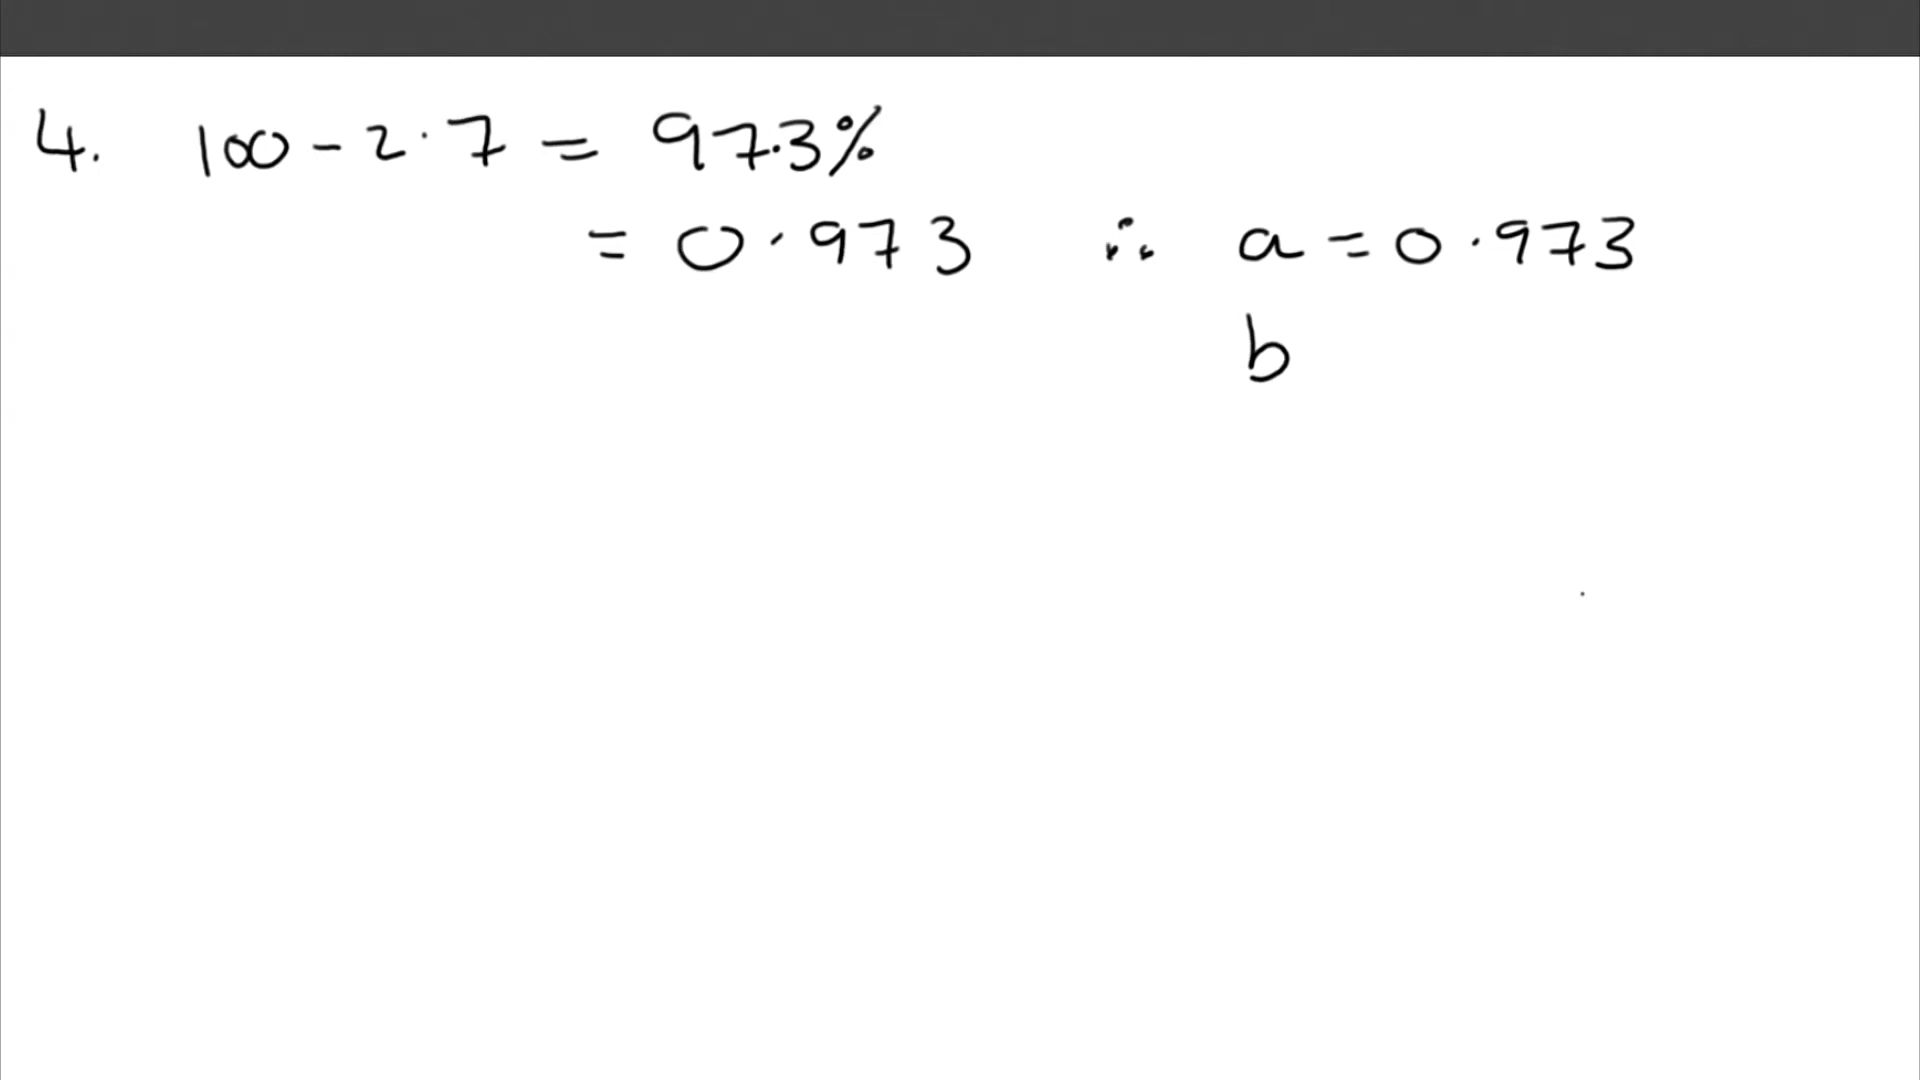 4. 100 - 2.7 = 97.3%
= 0.973 ∴ a = 0.973
b